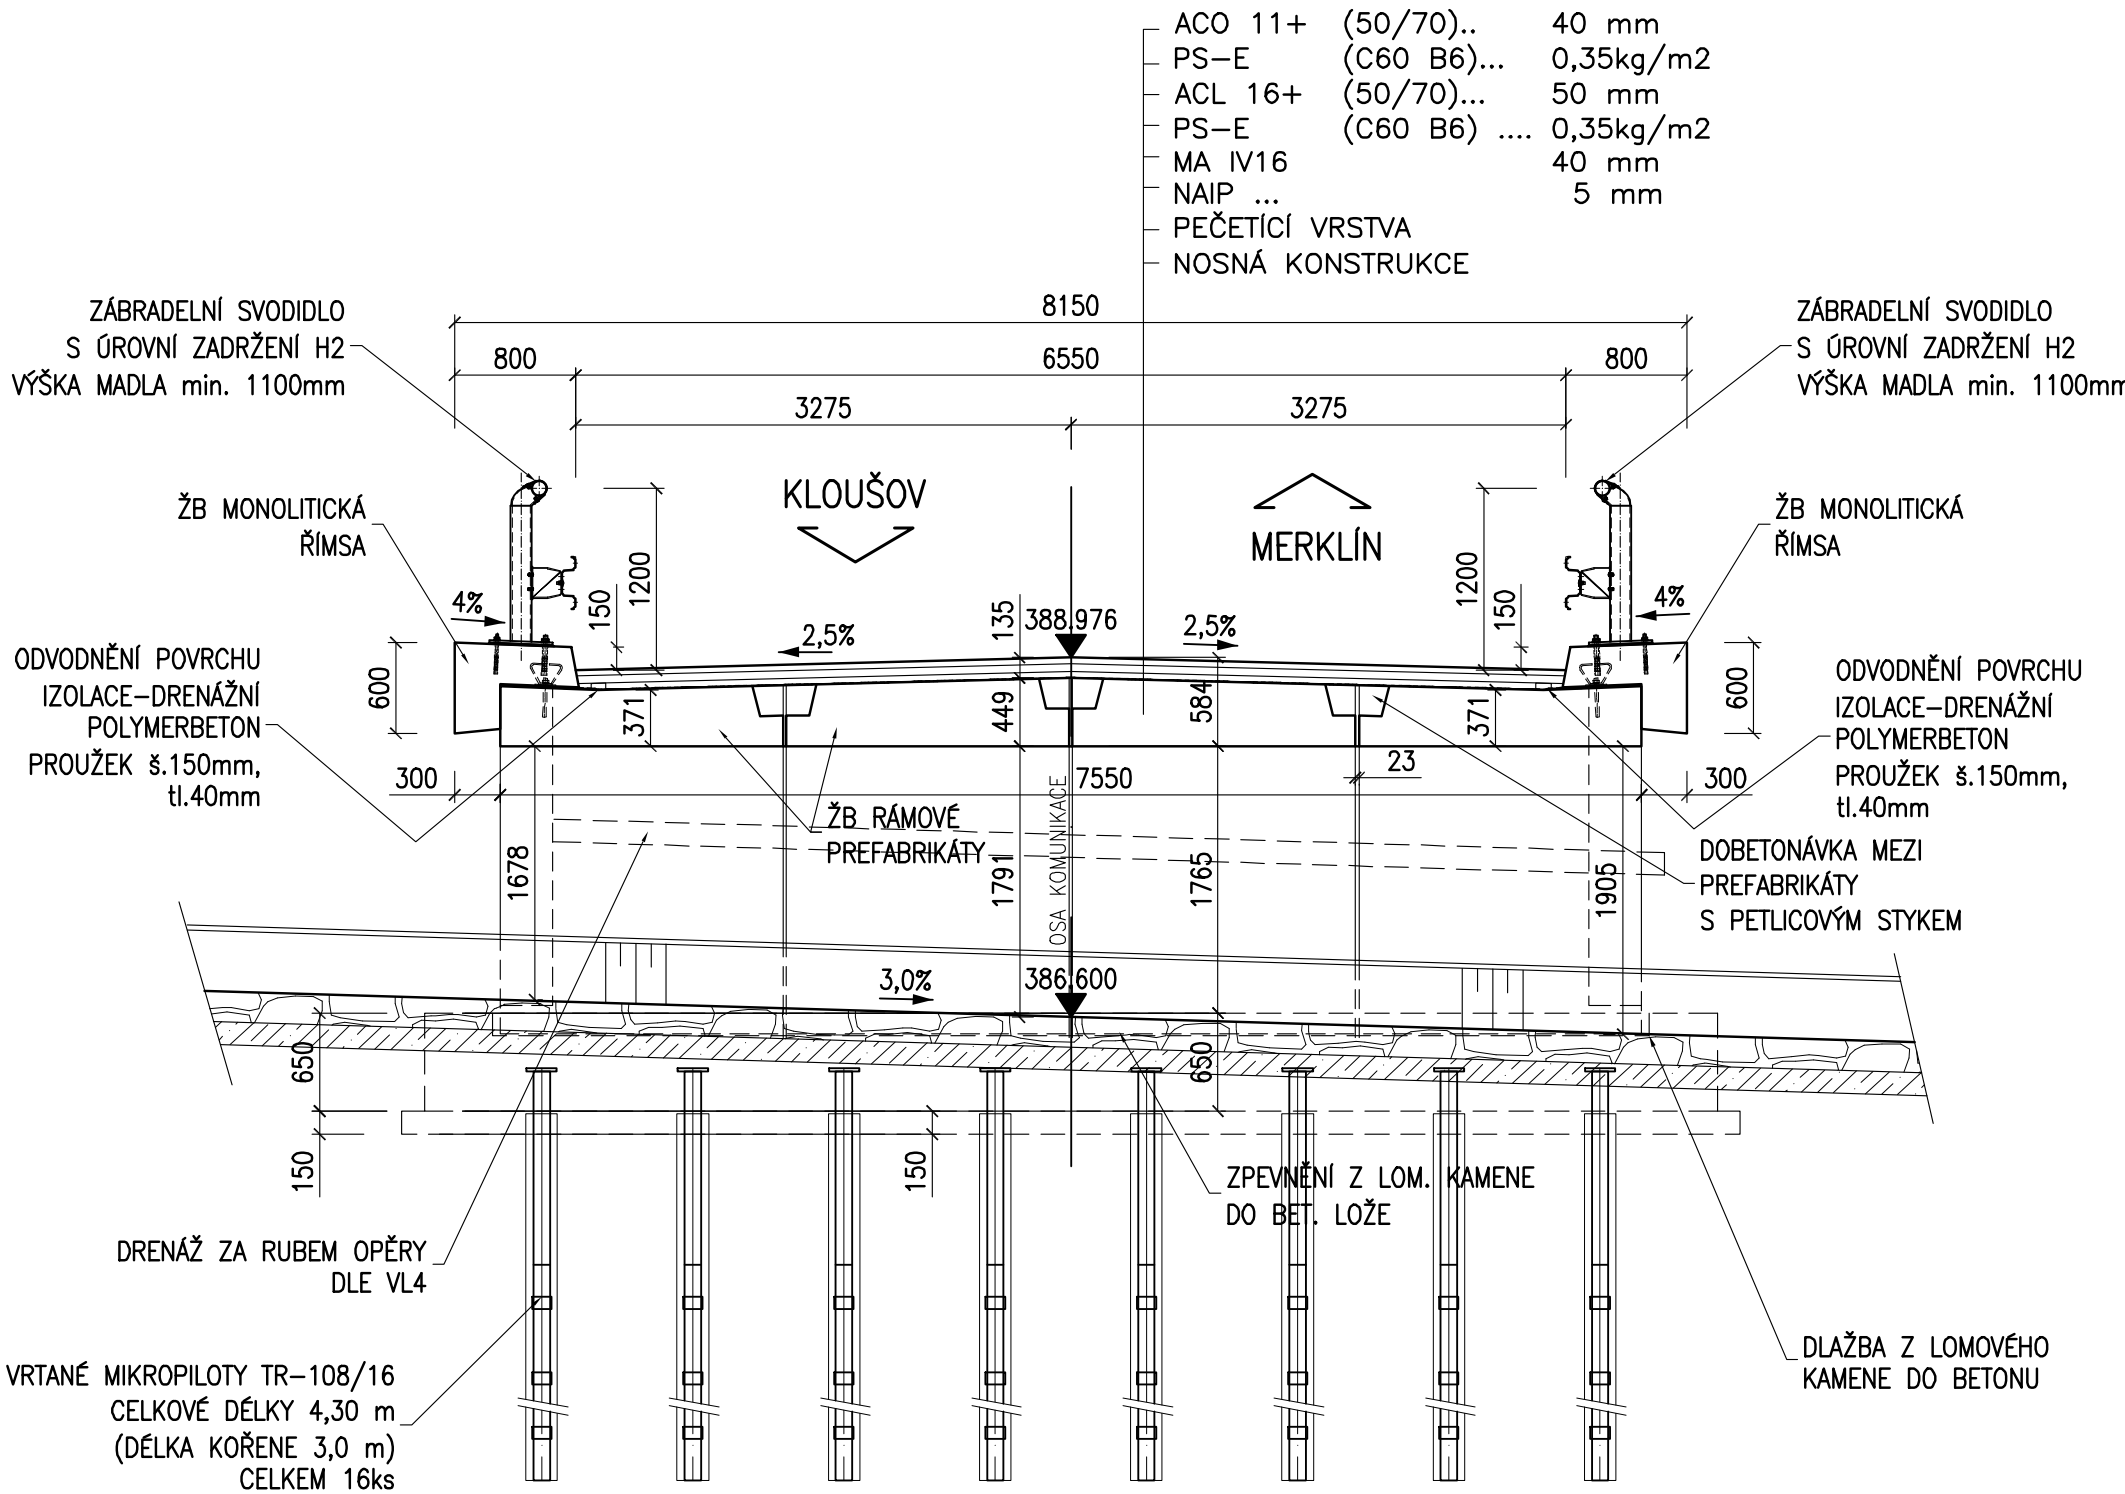 ACO 11+ (50/70).. 40 mm
PS-E (C60 B6)... 0,35kg/m2
ACL 16+ (50/70)... 50 mm
PS-E (C60 B6) .... 0,35kg/m2
MA IV16 40 mm
NAIP ... 5 mm
PEČETÍCÍ VRSTVA
NOSNÁ KONSTRUKCE
8150
800 6550 800
3275 3275
ZÁBRADELNÍ SVODIDLO
S ÚROVNÍ ZADRŽENÍ H2
VÝŠKA MADLA min. 1100mm
ZÁBRADELNÍ SVODIDLO
S ÚROVNÍ ZADRŽENÍ H2
VÝŠKA MADLA min. 1100mm
KLOUŠOV
MERKLÍN
ŽB MONOLITICKÁ
ŘÍMSA
ŽB MONOLITICKÁ
ŘÍMSA
1200
150
4%
1200
150
4%
135
388.976
2,5%
2,5%
600
371
449
584
371
600
ODVODNĚNÍ POVRCHU
IZOLACE-DRENÁŽNÍ
POLYMERBETON
PROUŽEK š.150mm,
tl.40mm
ODVODNĚNÍ POVRCHU
IZOLACE-DRENÁŽNÍ
POLYMERBETON
PROUŽEK š.150mm,
tl.40mm
300 7550 23 300
OSA KOMUNIKACE
ŽB RÁMOVÉ
PREFABRIKÁTY
DOBETONÁVKA MEZI
PREFABRIKÁTY
S PETLICOVÝM STYKEM
1678
1791
1765
1905
3,0%
386.600
650
650
150
150
ZPEVNĚNÍ Z LOM. KAMENE
DO BET. LOŽE
DRENÁŽ ZA RUBEM OPĚRY
DLE VL4
DLAŽBA Z LOMOVÉHO
KAMENE DO BETONU
VRTANÉ MIKROPILOTY TR-108/16
CELKOVÉ DÉLKY 4,30 m
(DÉLKA KOŘENE 3,0 m)
CELKEM 16ks